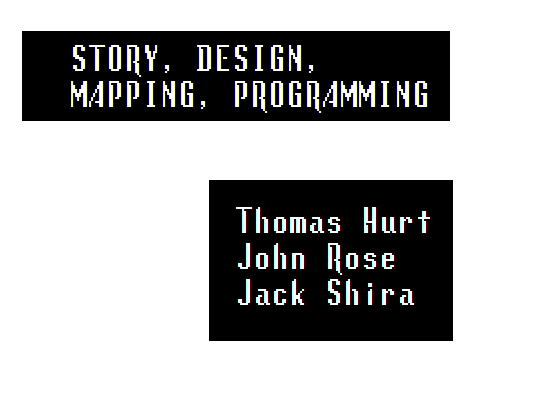 STORY, DESIGN,
MAPPING, PROGRAMMING
Thomas Hurt
John Rose
Jack Shira